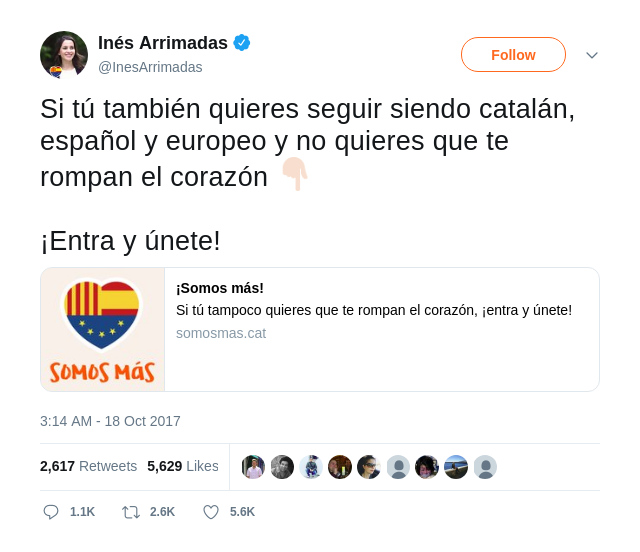 Inés Arrimadas
@InesArrimadas
Follow
Si tú también quieres seguir siendo catalán,
español y europeo y no quieres que te
rompan el corazón 👇🏻
¡Entra y únete!
SOMOS MÁS
¡Somos más!
Si tú tampoco quieres que te rompan el corazón, ¡entra y únete!
somosmas.cat
3:14 AM - 18 Oct 2017
2,617 Retweets 5,629 Likes
1.1K 2.6K 5.6K